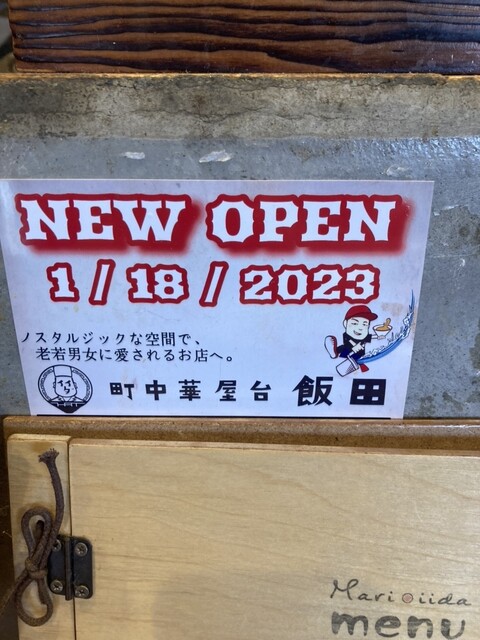 NEW OPEN
1/18/2023
ノスタルジックな空間で、
老若男女に愛されるお店へ。
町中華屋台 飯田
Mari iida
menu